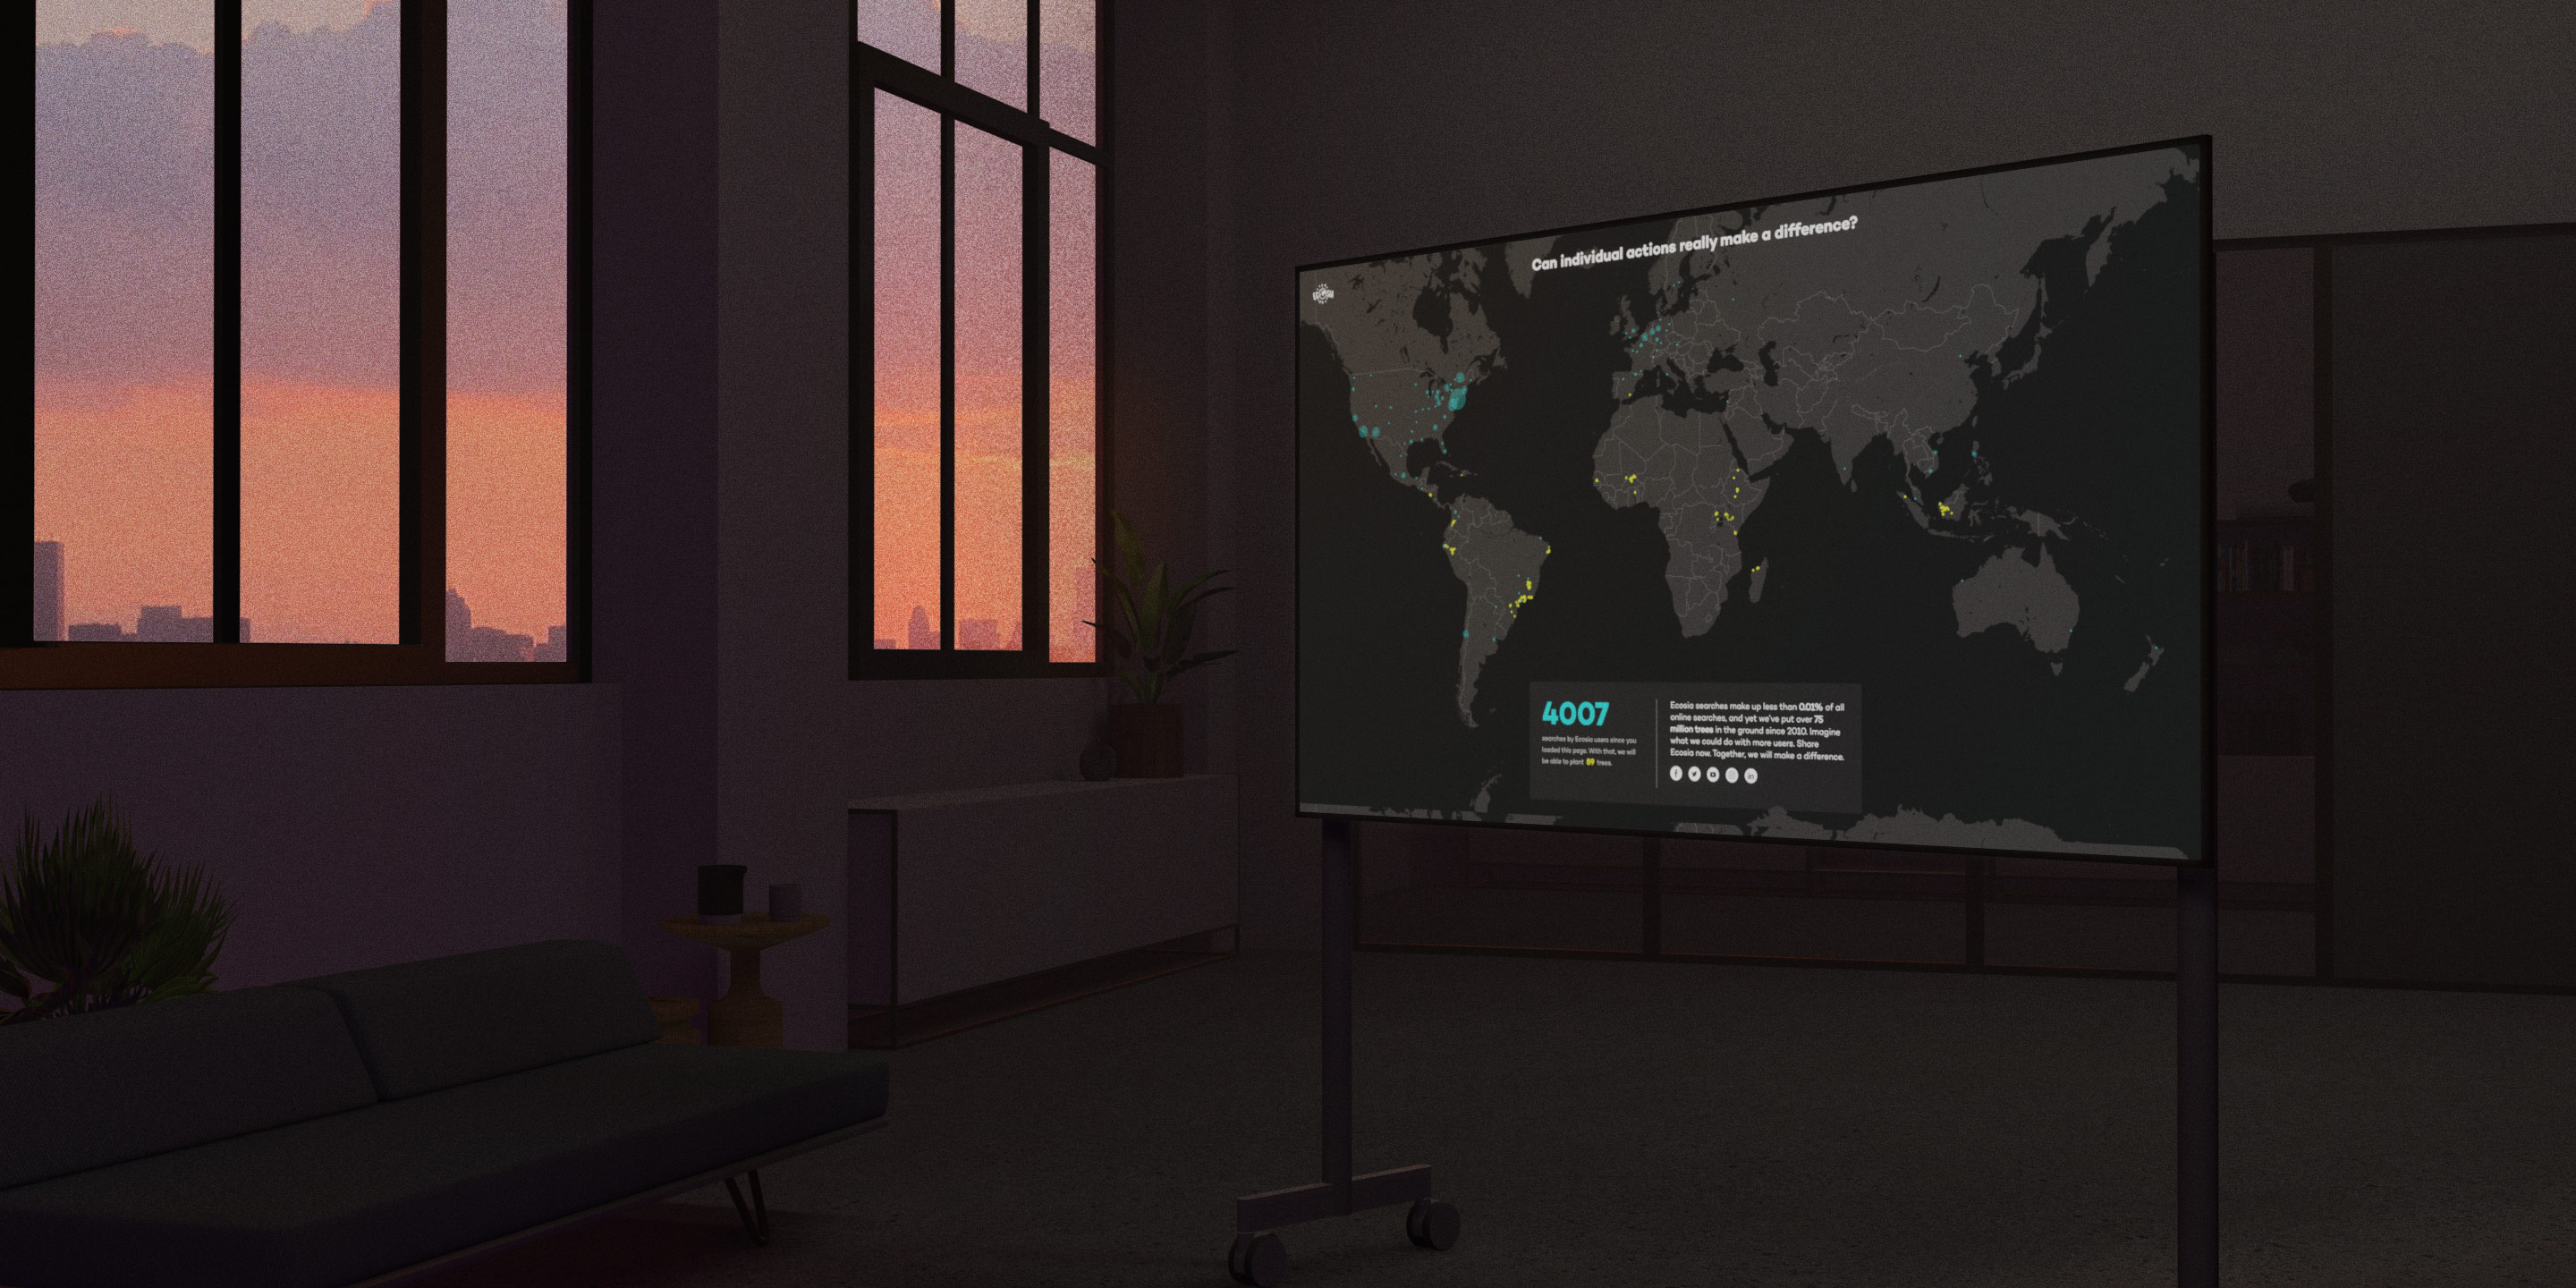 Can individual actions really make a difference?
ECOSIA
4007
searches by Ecosia users since you
loaded this page. With that, we will
be able to plant 89 trees.
Ecosia searches make up less than 0.01% of all
online searches, and yet we've put over 75
million trees in the ground since 2010. Imagine
what we could do with more users. Share
Ecosia now. Together, we will make a difference.